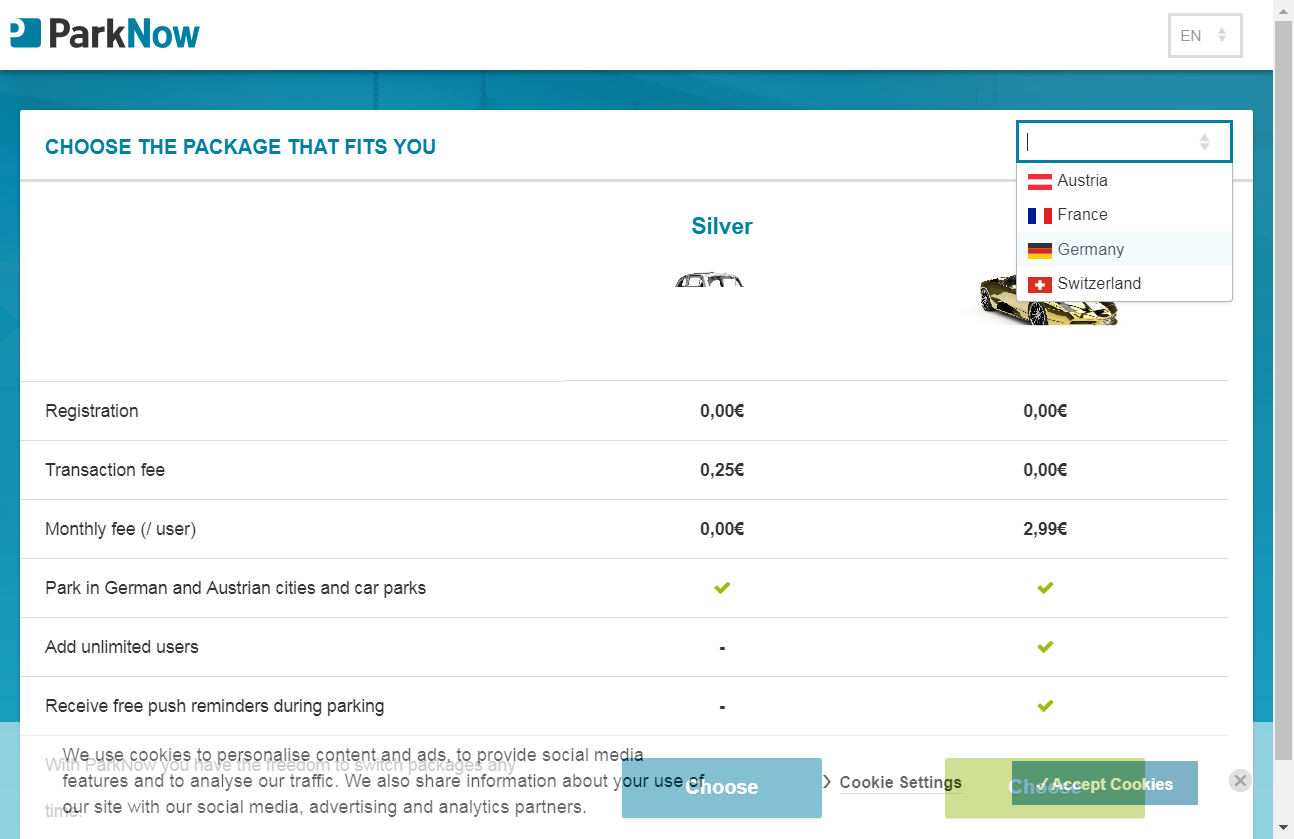 ParkNow
EN
CHOOSE THE PACKAGE THAT FITS YOU
Austria
France
Germany
Switzerland
Silver
Registration 0,00€ 0,00€
Transaction fee 0,25€ 0,00€
Monthly fee (/ user) 0,00€ 2,99€
Park in German and Austrian cities and car parks
Add unlimited users -
Receive free push reminders during parking -
With ParkNow you have the freedom to switch packages any
time!
We use cookies to personalise content and ads, to provide social media
features and to analyse our traffic. We also share information about your use of
our site with our social media, advertising and analytics partners.
Choose
Cookie Settings
Choose
✓Accept Cookies